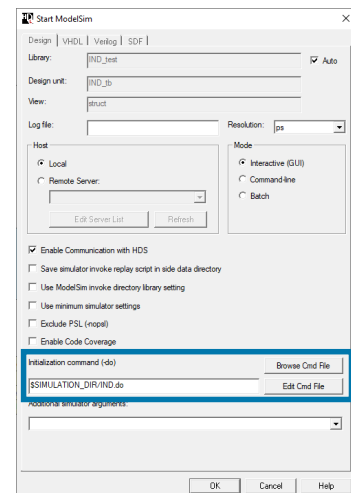 HD Start ModelSim
Design VHDL Verilog SDF
Library: IND_test Auto
Design unit: IND_tb
View: struct
Log file: Resolution: ps
Host Mode
Local Interactive (GUI)
Remote Server: Command-line
Batch
Edit Server List Refresh
Enable Communication with HDS
Save simulator invoke replay script in side data directory
Use ModelSim invoke directory library setting
Use minimum simulator settings
Exclude PSL (-nopsl)
Enable Code Coverage
Initialization command (-do) Browse Cmd File
$SIMULATION_DIR/IND.do Edit Cmd File
Additional simulator arguments:
OK Cancel Help